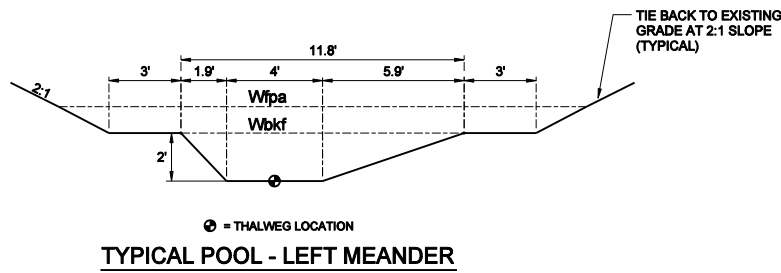 TIE BACK TO EXISTING
GRADE AT 2:1 SLOPE
(TYPICAL)
11.8'
3' 1.9' 4' 5.9' 3'
2:1
Wfpa
Wbkf
2'
= THALWEG LOCATION
TYPICAL POOL - LEFT MEANDER